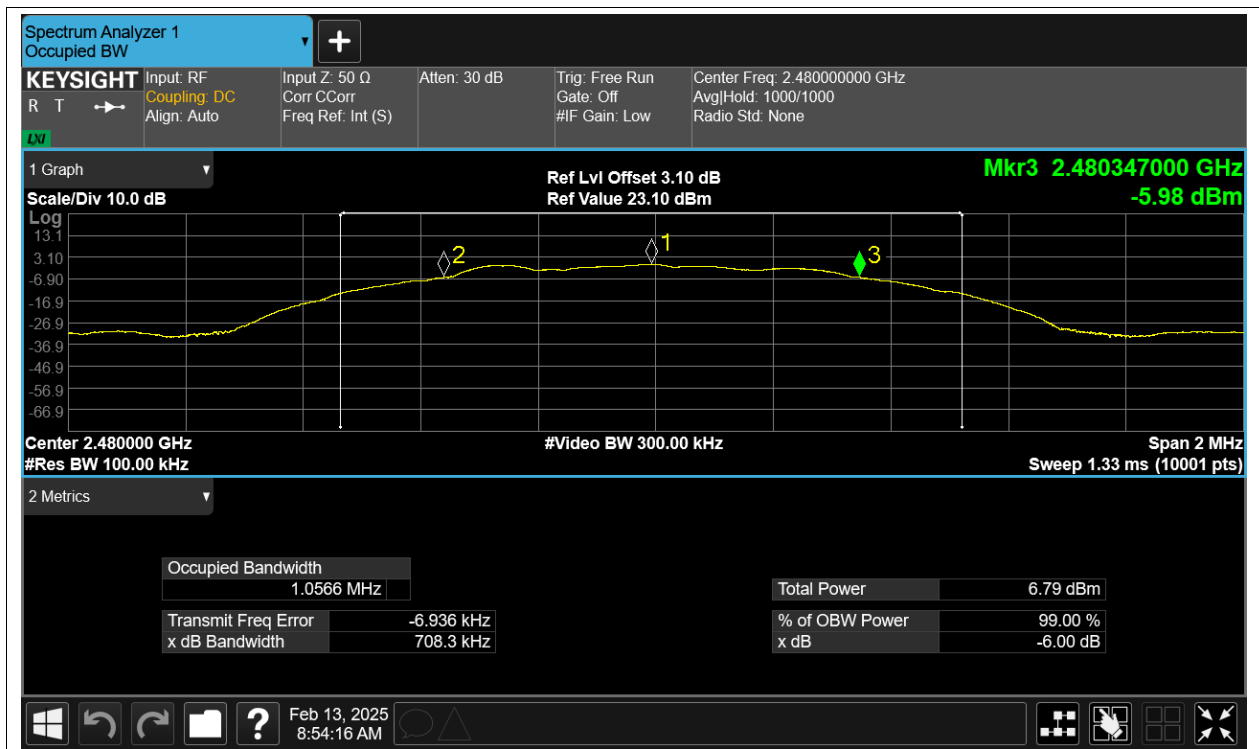 Spectrum Analyzer 1
Occupied BW
KEYSIGHT
R T
LXI
Input: RF
Coupling: DC
Align: Auto
Input Z: 50 Ω
Corr CCorr
Freq Ref: Int (S)
Atten: 30 dB
Trig: Free Run
Gate: Off
#IF Gain: Low
Center Freq: 2.480000000 GHz
Avg|Hold: 1000/1000
Radio Std: None
1 Graph
Scale/Div 10.0 dB
Ref Lvl Offset 3.10 dB
Ref Value 23.10 dBm
Mkr3 2.480347000 GHz
-5.98 dBm
Log
13.1
3.10
-6.90
-16.9
-26.9
-36.9
-46.9
-56.9
-66.9
2
1
3
Center 2.480000 GHz
#Res BW 100.00 kHz
#Video BW 300.00 kHz
Span 2 MHz
Sweep 1.33 ms (10001 pts)
2 Metrics
Occupied Bandwidth
1.0566 MHz
Transmit Freq Error -6.936 kHz
x dB Bandwidth 708.3 kHz
Total Power 6.79 dBm
% of OBW Power 99.00 %
x dB -6.00 dB
?
Feb 13, 2025
8:54:16 AM